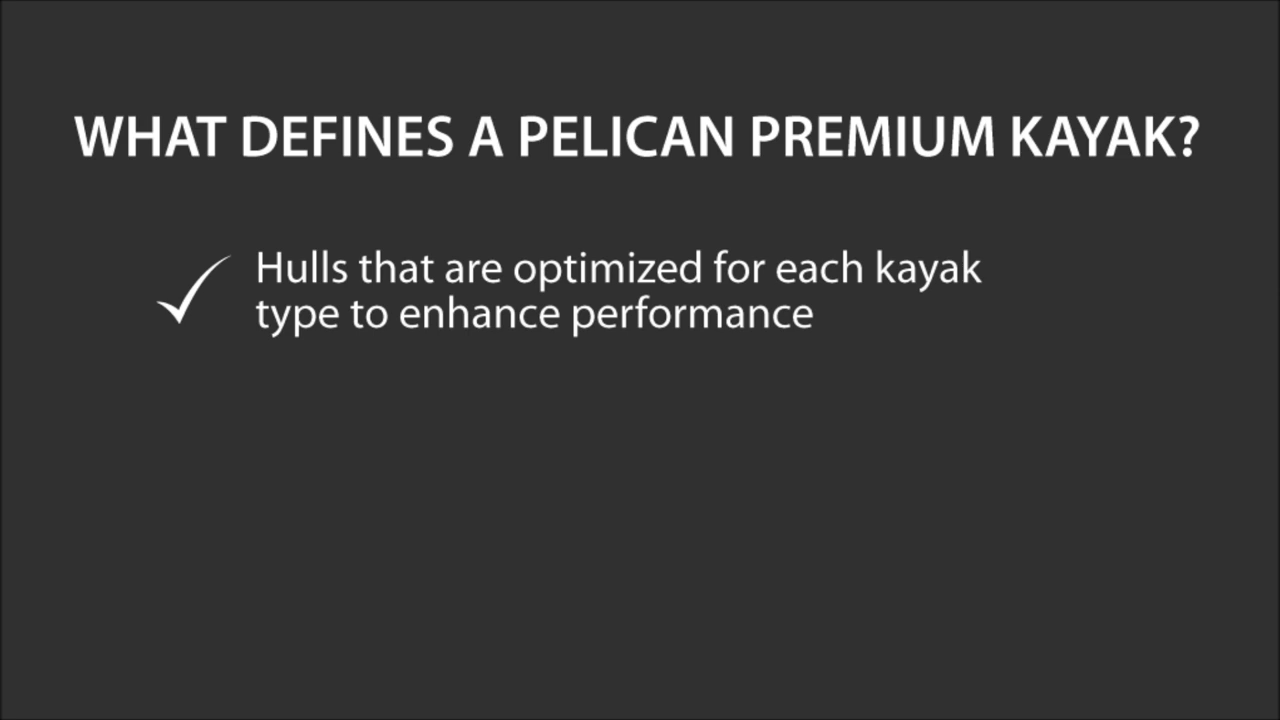 WHAT DEFINES A PELICAN PREMIUM KAYAK?
Hulls that are optimized for each kayak
type to enhance performance